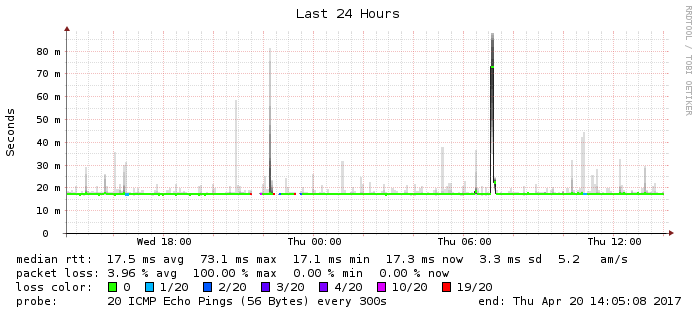 Last 24 Hours
RRDTOOL / TOBI OETIKER
Seconds
80 m
70 m
60 m
50 m
40 m
30 m
20 m
10 m
0
Wed 18:00 Thu 00:00 Thu 06:00 Thu 12:00
median rtt: 17.5 ms avg 73.1 ms max 17.1 ms min 17.3 ms now 3.3 ms sd 5.2 am/s
packet loss: 3.96 % avg 100.00 % max 0.00 % min 0.00 % now
loss color: 0 1/20 2/20 3/20 4/20 10/20 19/20
probe: 20 ICMP Echo Pings (56 Bytes) every 300s end: Thu Apr 20 14:05:08 2017